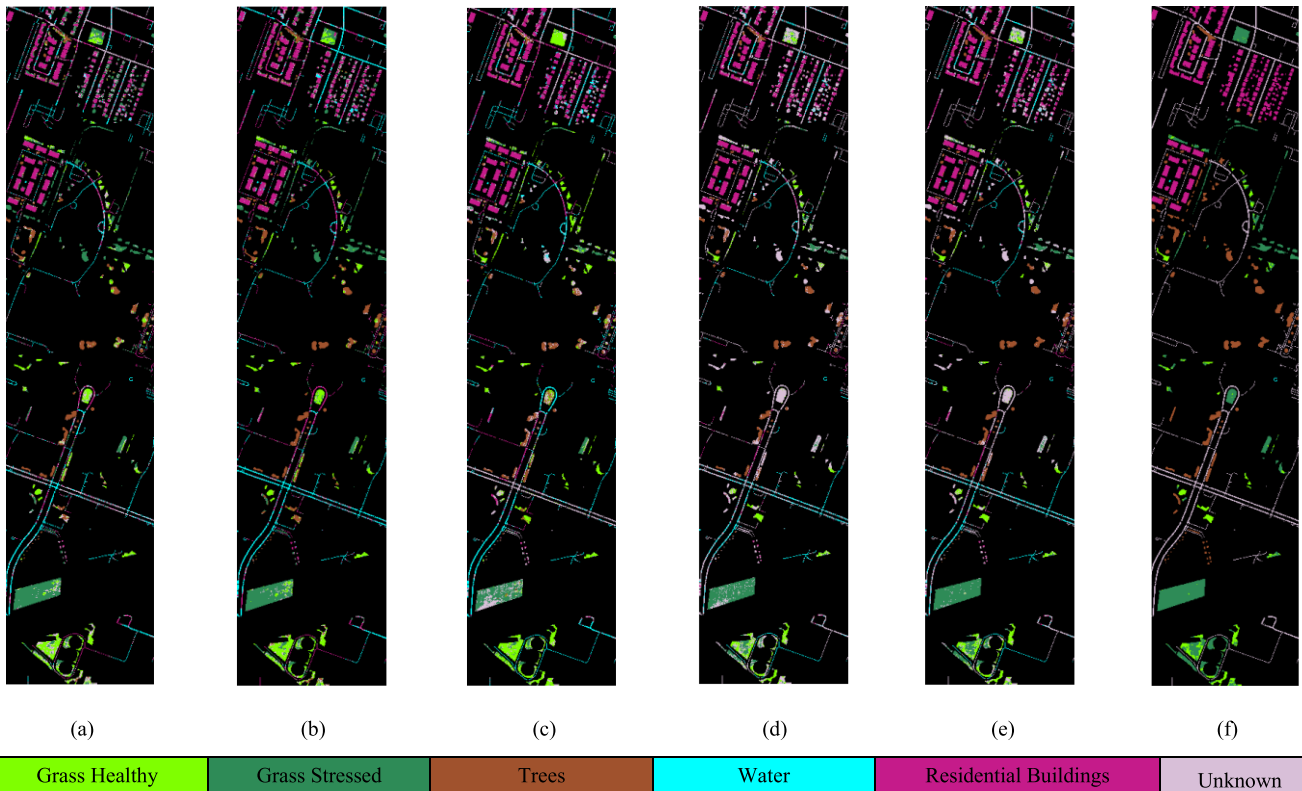 (a) (b) (c) (d) (e) (f)
Grass Healthy Grass Stressed Trees Water Residential Buildings Unknown